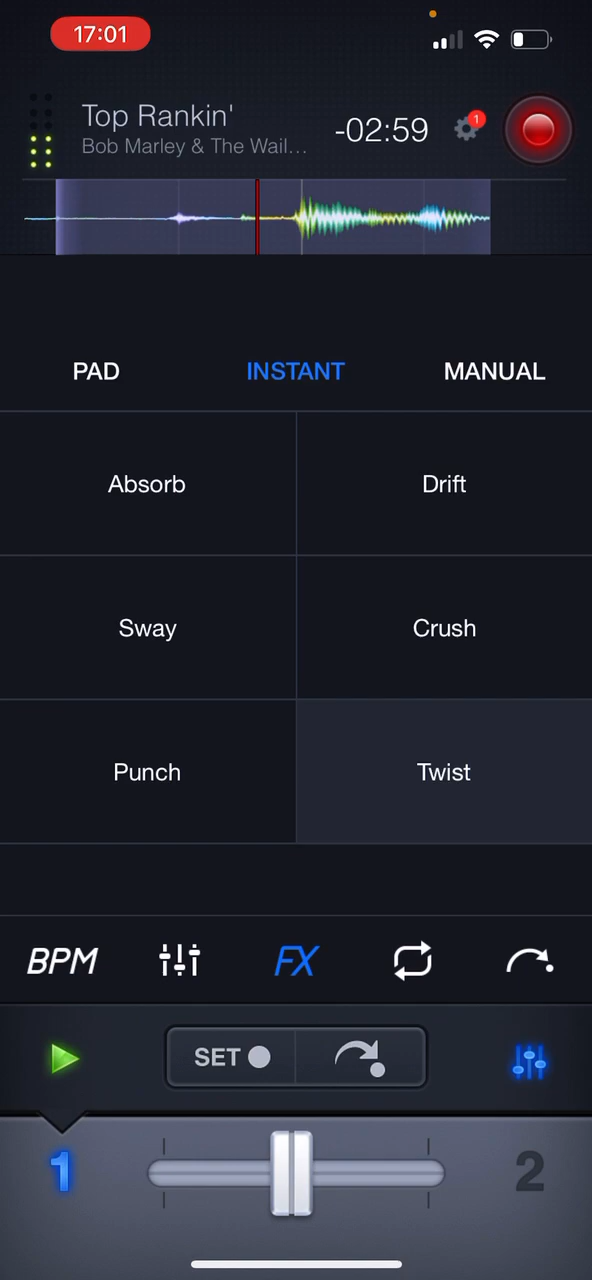 17:01
Top Rankin'
-02:59
1
Bob Marley & The Wail...
PAD
INSTANT
MANUAL
Absorb
Drift
Sway
Crush
Punch
Twist
BPM
FX
SET
1
2